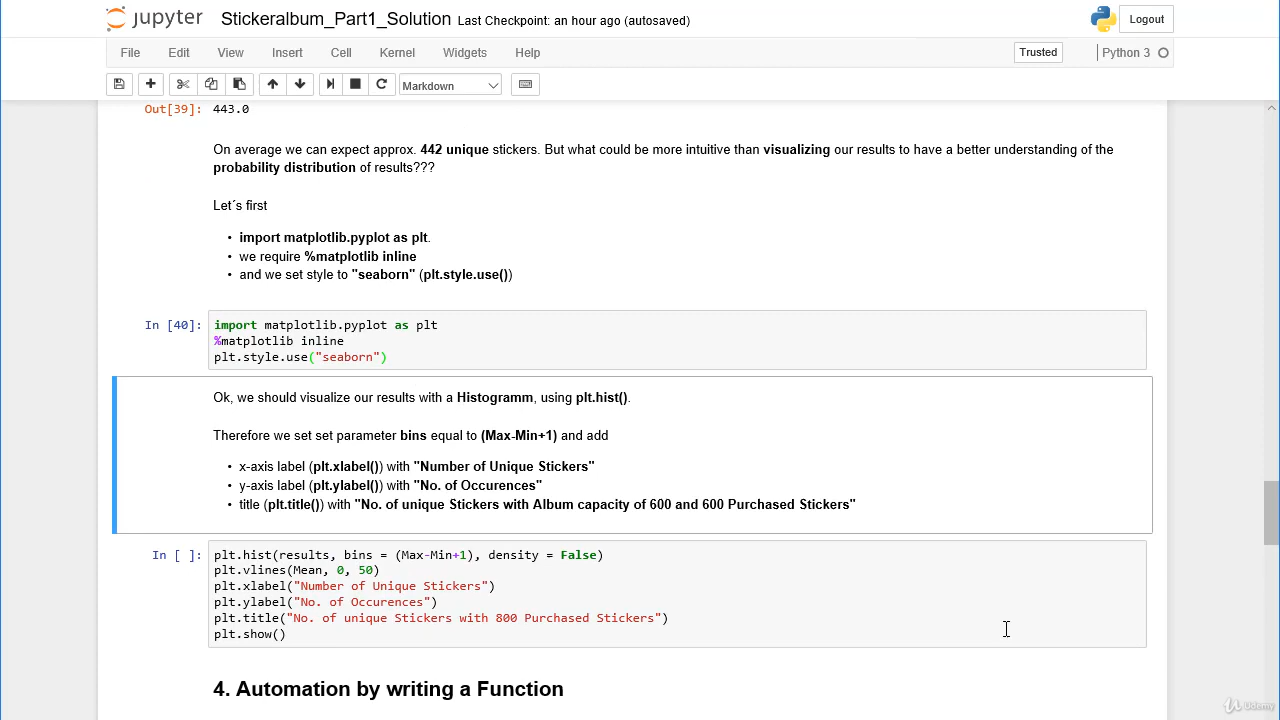 jupyter Stickeralbum_Part1_Solution Last Checkpoint: an hour ago (autosaved) Logout
File Edit View Insert Cell Kernel Widgets Help Trusted Python 3
Markdown
Out[39]: 443.0
On average we can expect approx. 442 unique stickers. But what could be more intuitive than visualizing our results to have a better understanding of the
probability distribution of results???
Let´s first
• import matplotlib.pyplot as plt.
• we require %matplotlib inline
• and we set style to "seaborn" (plt.style.use())
In [40]: import matplotlib.pyplot as plt
%matplotlib inline
plt.style.use("seaborn")
Ok, we should visualize our results with a Histogramm, using plt.hist().
Therefore we set set parameter bins equal to (Max-Min+1) and add
• x-axis label (plt.xlabel()) with "Number of Unique Stickers"
• y-axis label (plt.ylabel()) with "No. of Occurences"
• title (plt.title()) with "No. of unique Stickers with Album capacity of 600 and 600 Purchased Stickers"
In [ ]: plt.hist(results, bins = (Max-Min+1), density = False)
plt.vlines(Mean, 0, 50)
plt.xlabel("Number of Unique Stickers")
plt.ylabel("No. of Occurences")
plt.title("No. of unique Stickers with 800 Purchased Stickers")
plt.show()
4. Automation by writing a Function
Udemy